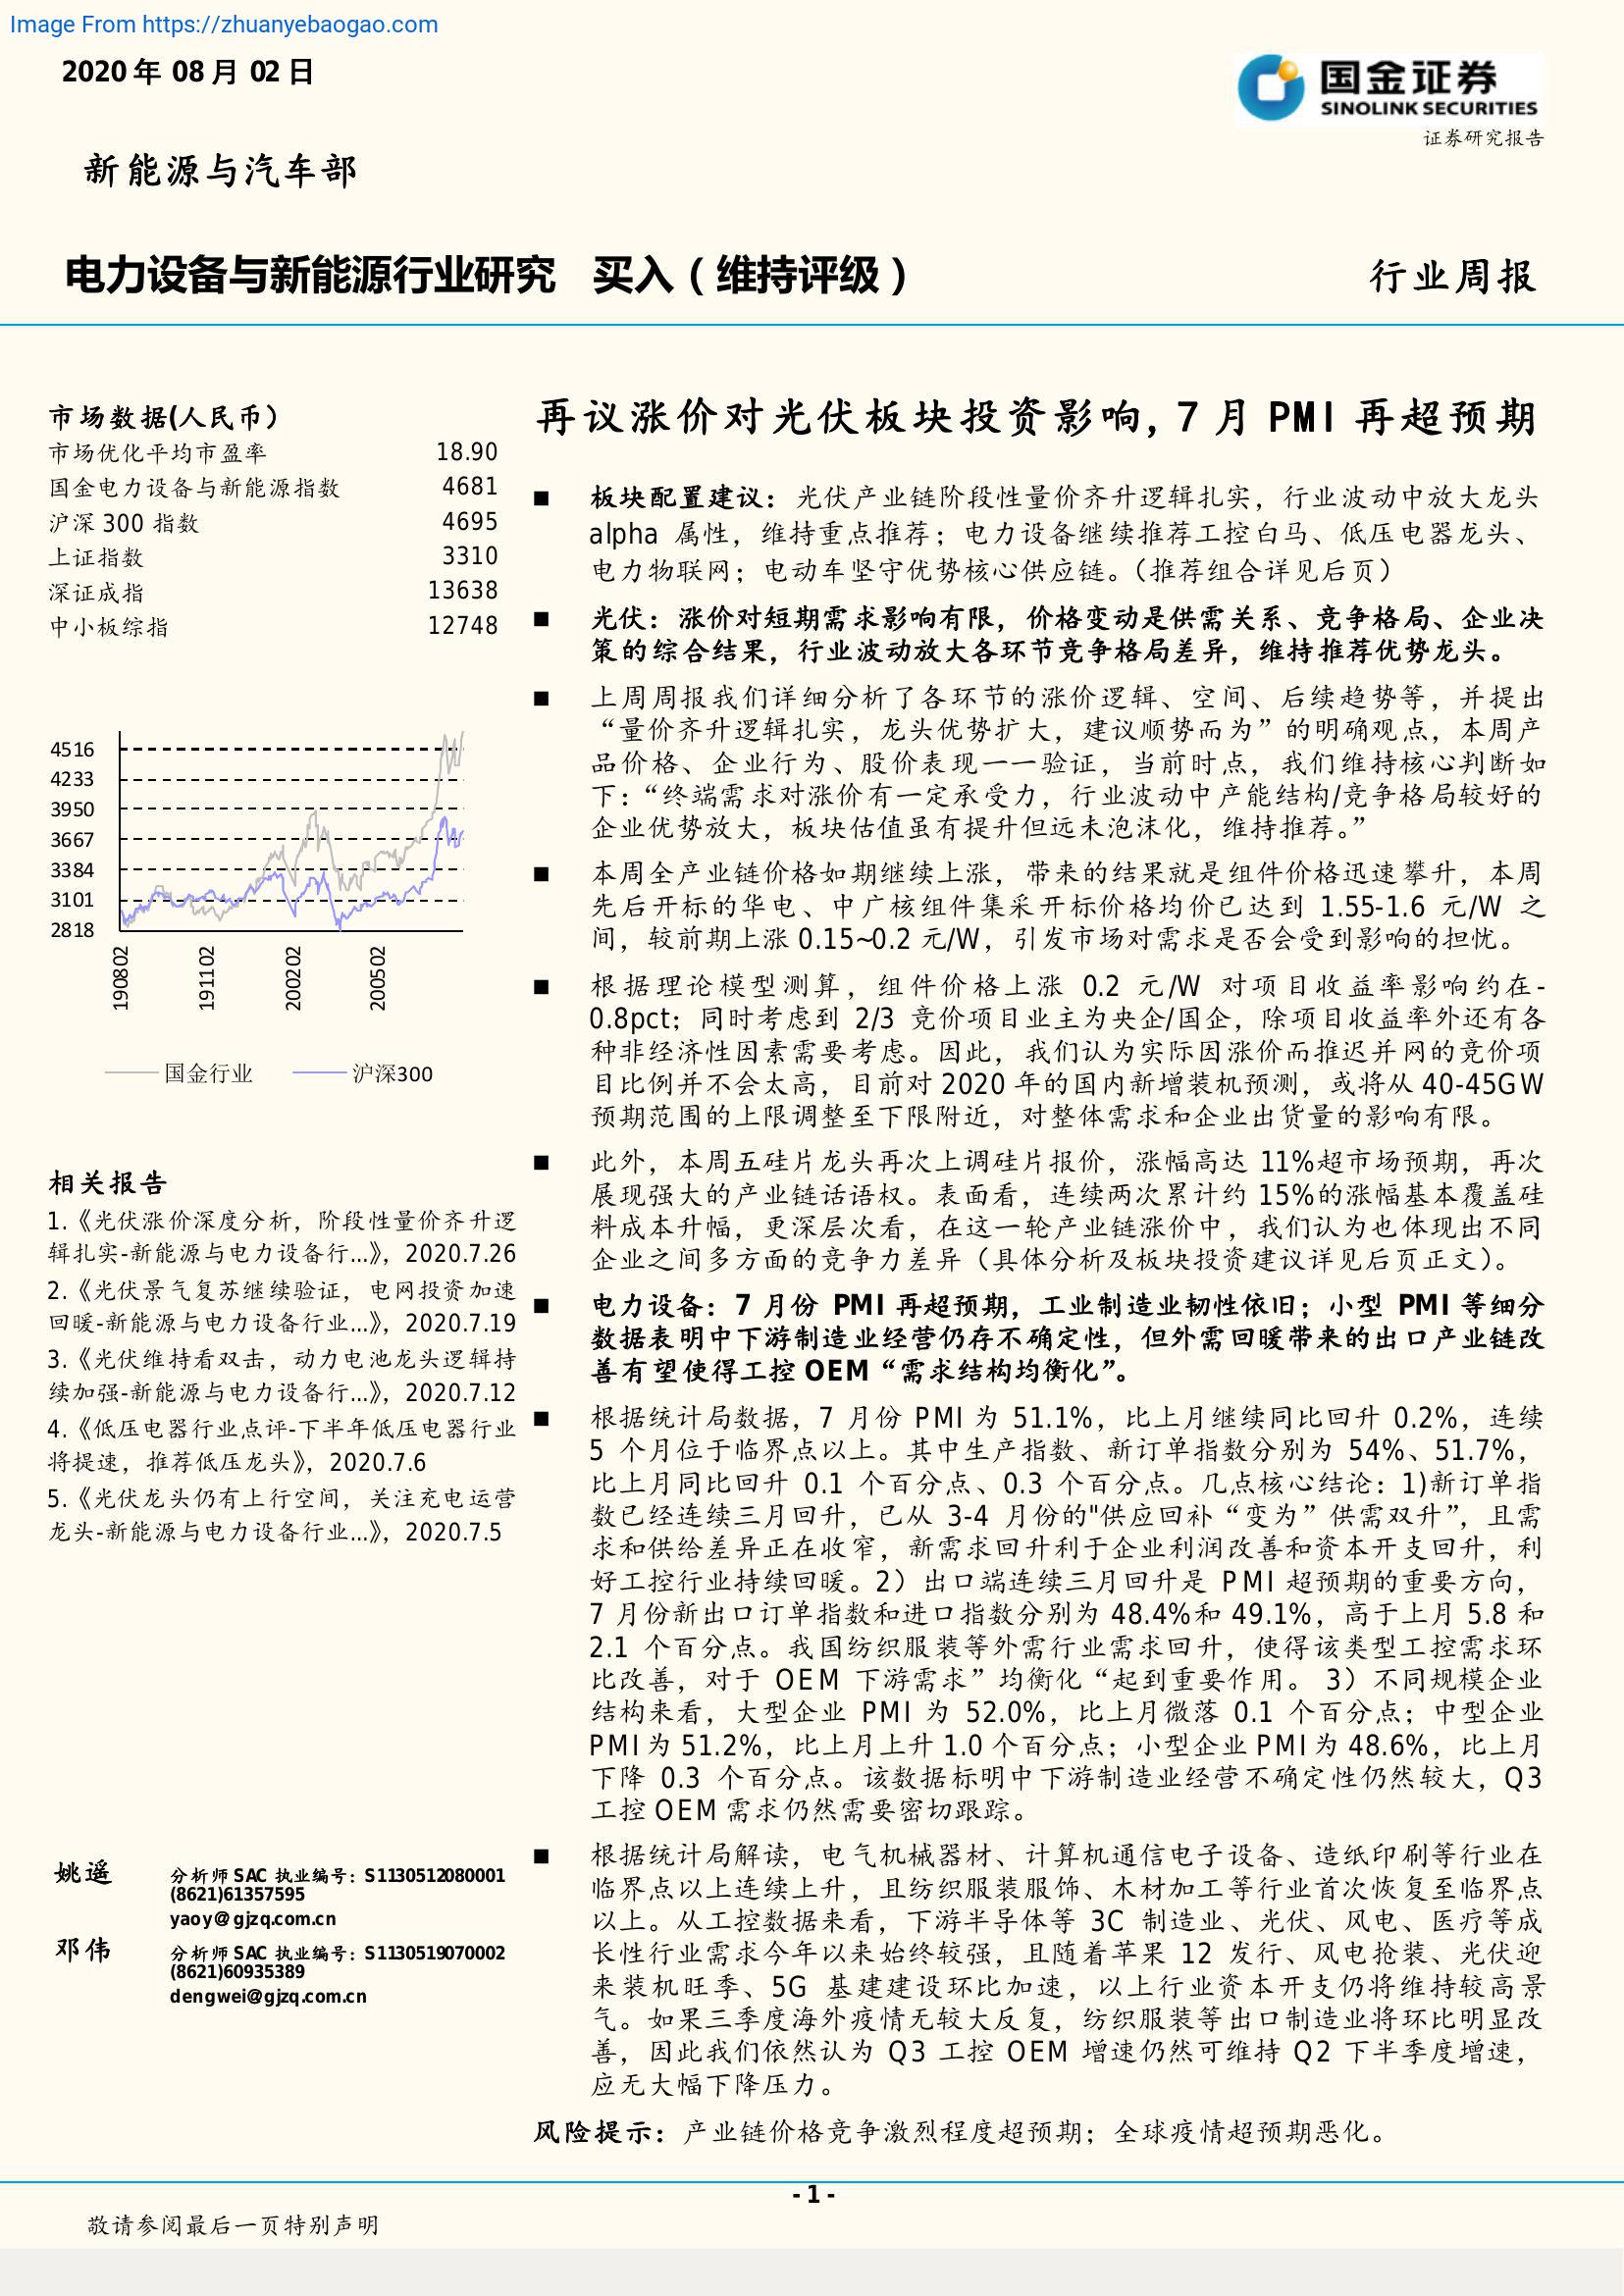 Image From https://zhuanyebaogao.com
2020 年 08 月 02 日
国金证券
SINOLINK SECURITIES
证券研究报告
新能源与汽车部
电力设备与新能源行业研究 买入（维持评级）
行业周报
市场数据(人民币）
市场优化平均市盈率 18.90
国金电力设备与新能源指数 4681
沪深 300 指数 4695
上证指数 3310
深证成指 13638
中小板综指 12748
4516
4233
3950
3667
3384
3101
2818
190802
191102
200202
200502
国金行业 沪深300
相关报告
1.《光伏涨价深度分析，阶段性量价齐升逻
辑扎实-新能源与电力设备行...》，2020.7.26
2.《光伏景气复苏继续验证，电网投资加速
回暖-新能源与电力设备行业...》，2020.7.19
3.《光伏维持看双击，动力电池龙头逻辑持
续加强-新能源与电力设备行...》，2020.7.12
4.《低压电器行业点评-下半年低压电器行业
将提速，推荐低压龙头》，2020.7.6
5.《光伏龙头仍有上行空间，关注充电运营
龙头-新能源与电力设备行业...》，2020.7.5
姚遥 分析师 SAC 执业编号：S1130512080001
(8621)61357595
yaoy＠gjzq.com.cn
邓伟 分析师 SAC 执业编号：S1130519070002
(8621)60935389
dengwei@gjzq.com.cn
再议涨价对光伏板块投资影响，7 月 PMI 再超预期
■ 板块配置建议：光伏产业链阶段性量价齐升逻辑扎实，行业波动中放大龙头
alpha 属性，维持重点推荐；电力设备继续推荐工控白马、低压电器龙头、
电力物联网；电动车坚守优势核心供应链。（推荐组合详见后页）
■ 光伏：涨价对短期需求影响有限，价格变动是供需关系、竞争格局、企业决
策的综合结果，行业波动放大各环节竞争格局差异，维持推荐优势龙头。
■ 上周周报我们详细分析了各环节的涨价逻辑、空间、后续趋势等，并提出
“量价齐升逻辑扎实，龙头优势扩大，建议顺势而为”的明确观点，本周产
品价格、企业行为、股价表现一一验证，当前时点，我们维持核心判断如
下：“终端需求对涨价有一定承受力，行业波动中产能结构/竞争格局较好的
企业优势放大，板块估值虽有提升但远未泡沫化，维持推荐。”
■ 本周全产业链价格如期继续上涨，带来的结果就是组件价格迅速攀升，本周
先后开标的华电、中广核组件集采开标价格均价已达到 1.55-1.6 元/W 之
间，较前期上涨 0.15~0.2 元/W，引发市场对需求是否会受到影响的担忧。
■ 根据理论模型测算，组件价格上涨 0.2 元/W 对项目收益率影响约在-
0.8pct；同时考虑到 2/3 竞价项目业主为央企/国企，除项目收益率外还有各
种非经济性因素需要考虑。因此，我们认为实际因涨价而推迟并网的竞价项
目比例并不会太高，目前对 2020 年的国内新增装机预测，或将从 40-45GW
预期范围的上限调整至下限附近，对整体需求和企业出货量的影响有限。
■ 此外，本周五硅片龙头再次上调硅片报价，涨幅高达 11%超市场预期，再次
展现强大的产业链话语权。表面看，连续两次累计约 15%的涨幅基本覆盖硅
料成本升幅，更深层次看，在这一轮产业链涨价中，我们认为也体现出不同
企业之间多方面的竞争力差异（具体分析及板块投资建议详见后页正文）。
■ 电力设备：7 月份 PMI 再超预期，工业制造业韧性依旧；小型 PMI 等细分
数据表明中下游制造业经营仍存不确定性，但外需回暖带来的出口产业链改
善有望使得工控 OEM“需求结构均衡化”。
■ 根据统计局数据，7 月份 PMI 为 51.1%，比上月继续同比回升 0.2%，连续
5 个月位于临界点以上。其中生产指数、新订单指数分别为 54%、51.7%，
比上月同比回升 0.1 个百分点、0.3 个百分点。几点核心结论：1)新订单指
数已经连续三月回升，已从 3-4 月份的"供应回补“变为”供需双升”，且需
求和供给差异正在收窄，新需求回升利于企业利润改善和资本开支回升，利
好工控行业持续回暖。2）出口端连续三月回升是 PMI 超预期的重要方向，
7 月份新出口订单指数和进口指数分别为 48.4%和 49.1%，高于上月 5.8 和
2.1 个百分点。我国纺织服装等外需行业需求回升，使得该类型工控需求环
比改善，对于 OEM 下游需求”均衡化“起到重要作用。 3）不同规模企业
结构来看，大型企业 PMI 为 52.0%，比上月微落 0.1 个百分点；中型企业
PMI 为 51.2%，比上月上升 1.0 个百分点；小型企业 PMI 为 48.6%，比上月
下降 0.3 个百分点。该数据标明中下游制造业经营不确定性仍然较大，Q3
工控 OEM 需求仍然需要密切跟踪。
■ 根据统计局解读，电气机械器材、计算机通信电子设备、造纸印刷等行业在
临界点以上连续上升，且纺织服装服饰、木材加工等行业首次恢复至临界点
以上。从工控数据来看，下游半导体等 3C 制造业、光伏、风电、医疗等成
长性行业需求今年以来始终较强，且随着苹果 12 发行、风电抢装、光伏迎
来装机旺季、5G 基建建设环比加速，以上行业资本开支仍将维持较高景
气。如果三季度海外疫情无较大反复，纺织服装等出口制造业将环比明显改
善，因此我们依然认为 Q3 工控 OEM 增速仍然可维持 Q2 下半季度增速，
应无大幅下降压力。
风险提示：产业链价格竞争激烈程度超预期；全球疫情超预期恶化。
- 1 -
敬请参阅最后一页特别声明